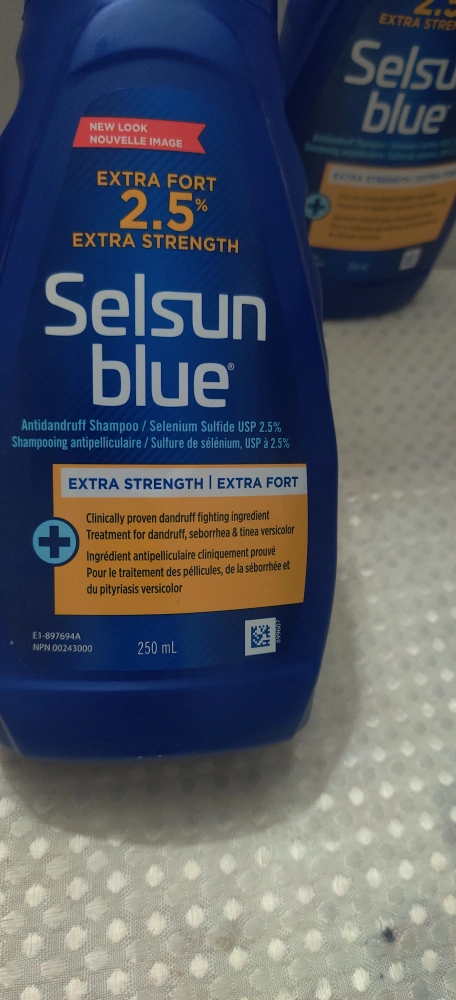 NEW LOOK
NOUVELLE IMAGE
EXTRA FORT
2.5%
EXTRA STRENGTH
Selsun
blue®
Antidandruff Shampoo / Selenium Sulfide USP 2.5%
Shampooing antipelliculaire / Sulfure de sélénium, USP à 2.5%
EXTRA STRENGTH | EXTRA FORT
Clinically proven dandruff fighting ingredient
Treatment for dandruff, seborrhea & tinea versicolor
Ingrédient antipelliculaire cliniquement prouvé
Pour le traitement des péllicules, de la séborrhée et
du pityriasis versicolor
E1-897694A
NPN 00243000
250 mL
2.5
EXTRA STREN
Selsu
blue